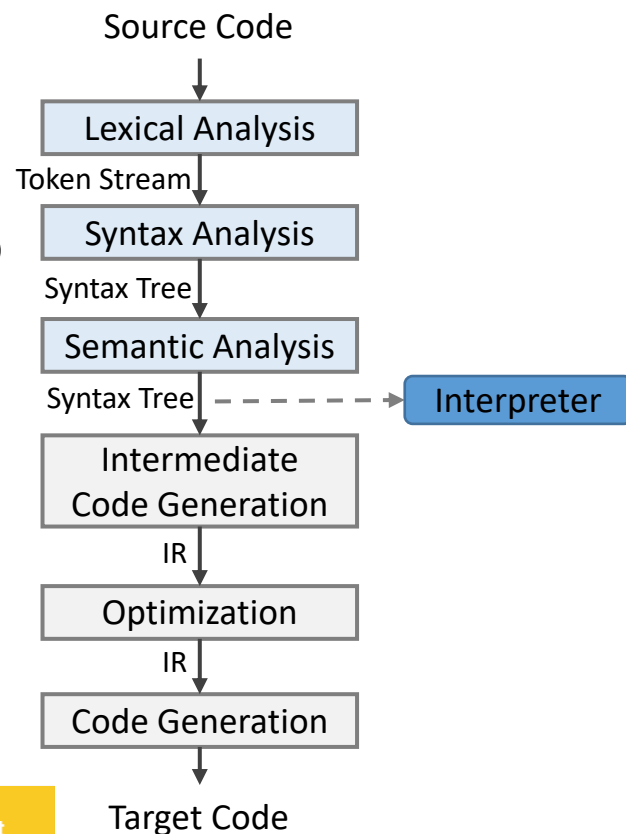 Source Code
Lexical Analysis
Token Stream
Syntax Analysis
Syntax Tree
Semantic Analysis
Syntax Tree
Interpreter
Intermediate
Code Generation
IR
Optimization
IR
Code Generation
Target Code